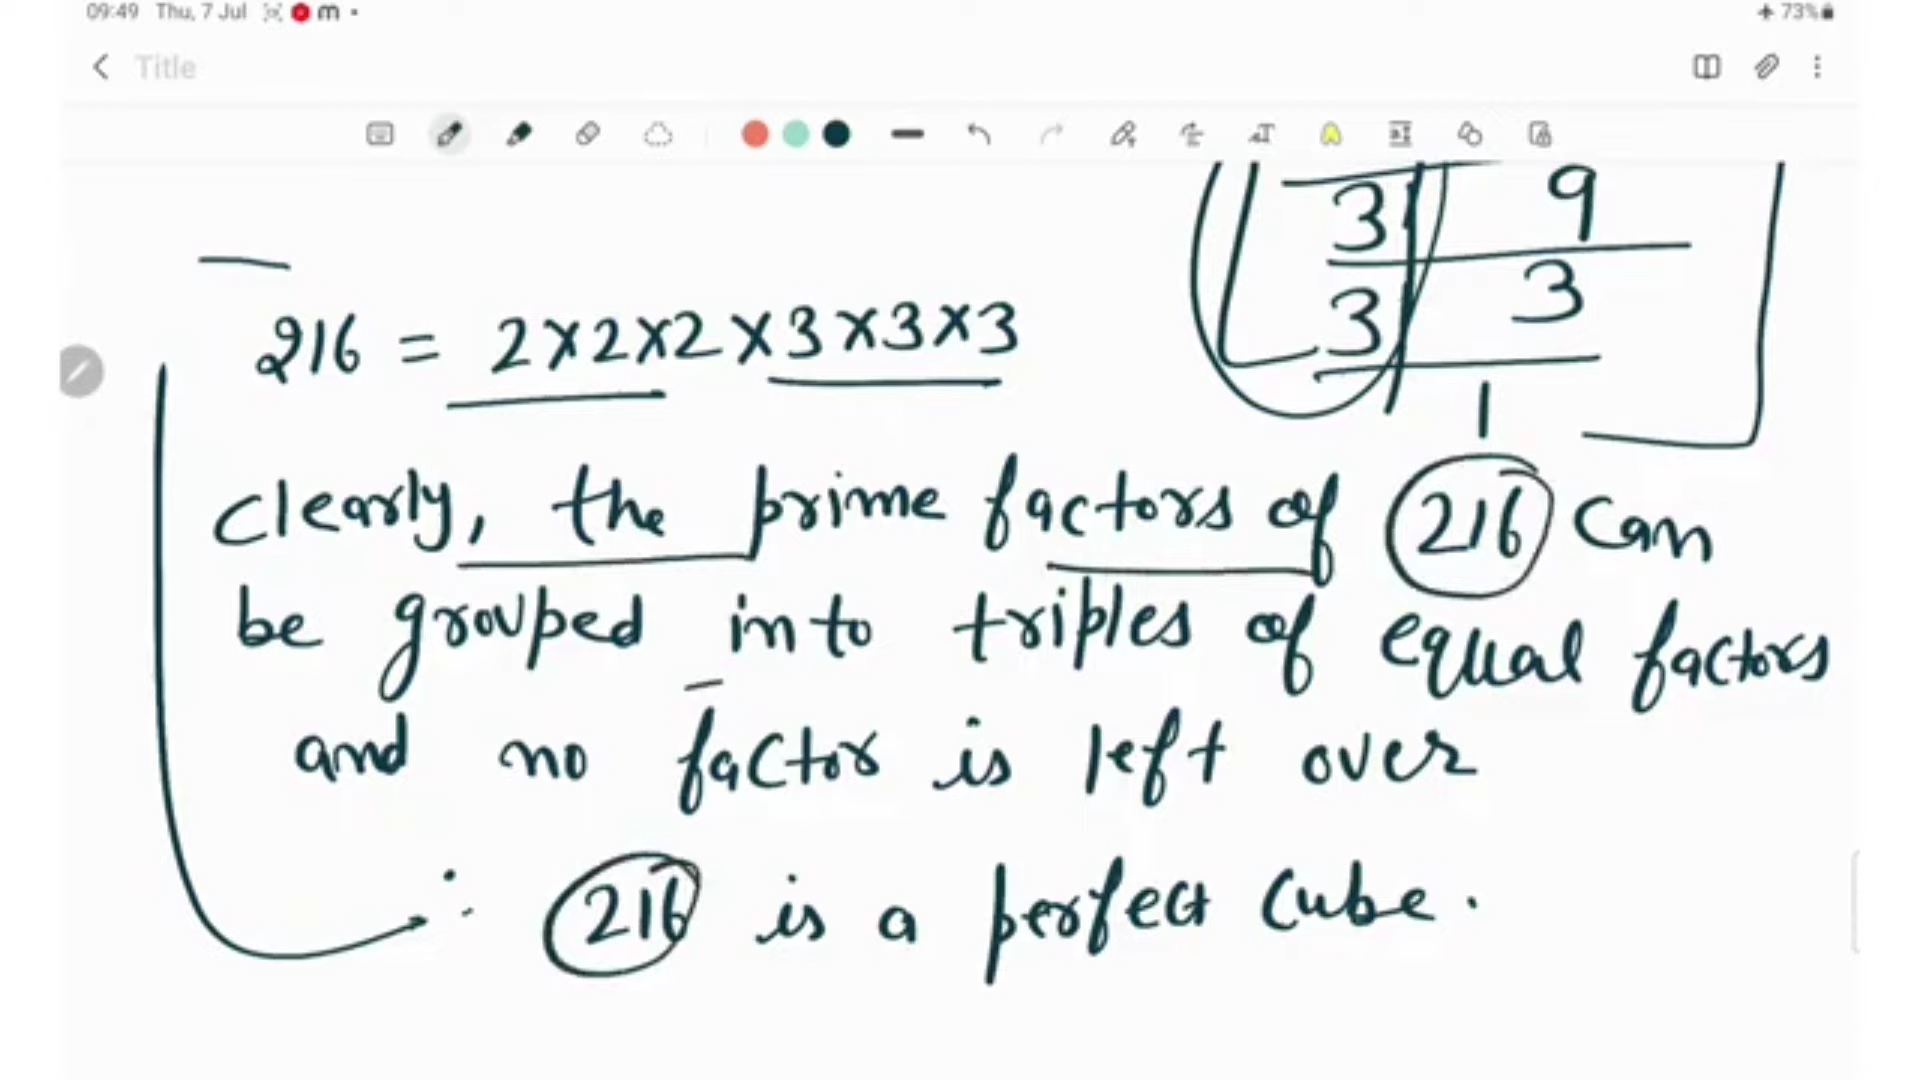 09:49 Thu, 7 Jul m • 73%
Title
3 9
3 3
1
216 = 2×2×2×3×3×3
clearly, the prime factors of 216 can
be grouped into triples of equal factors
and no factor is left over
∴ 216 is a perfect cube.